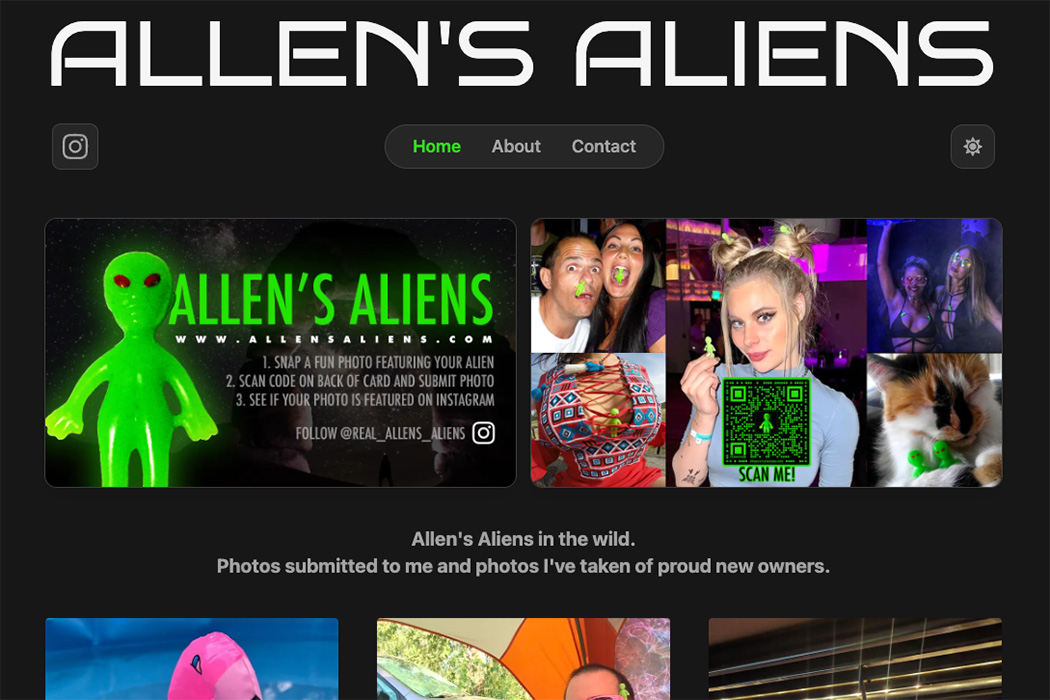 ALLEN'S ALIENS
Home About Contact
ALLEN'S ALIENS
WWW.ALLENSALIENS.COM
1. SNAP A FUN PHOTO FEATURING YOUR ALIEN
2. SCAN CODE ON BACK OF CARD AND SUBMIT PHOTO
3. SEE IF YOUR PHOTO IS FEATURED ON INSTAGRAM
FOLLOW @REAL_ALLENS_ALIENS
SCAN ME!
Allen's Aliens in the wild.
Photos submitted to me and photos I've taken of proud new owners.